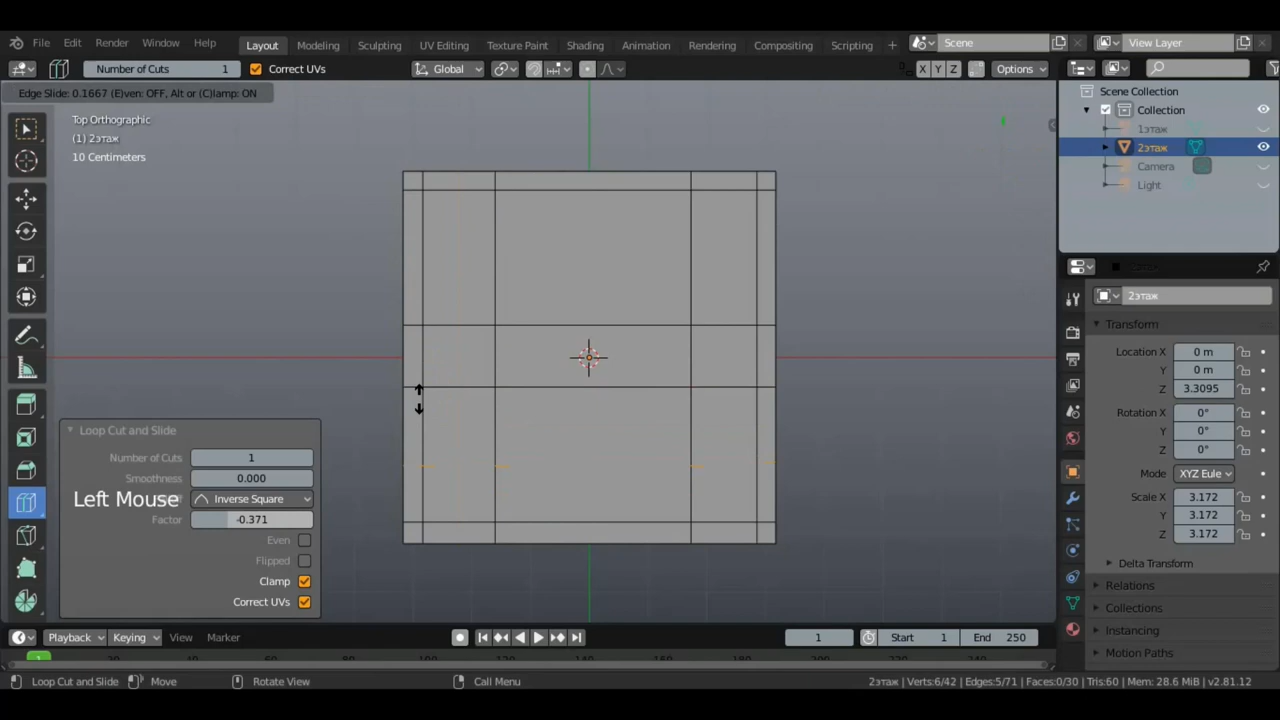 File Edit Render Window Help Layout Modeling Sculpting UV Editing Texture Paint Shading Animation Rendering Compositing Scripting + Scene View Layer
Number of Cuts 1 Correct UVs Global X Y Z Options
Edge Slide: 0.1667 (E)ven: OFF, Alt or (C)lamp: ON
Top Orthographic
(1) 2этаж
10 Centimeters
Scene Collection
Collection
1этаж
2этаж
Camera
Light
2этаж
Transform
Location X 0 m
Y 0 m
Z 3.3095
Rotation X 0°
Y 0°
Z 0°
Mode XYZ Eule
Scale X 3.172
Y 3.172
Z 3.172
Delta Transform
Relations
Collections
Instancing
Motion Paths
Loop Cut and Slide
Number of Cuts 1
Smoothness 0.000
Left Mouse
Inverse Square
Factor -0.371
Even
Flipped
Clamp
Correct UVs
Playback Keying View Marker 1 Start 1 End 250
1
Loop Cut and Slide Move Rotate View Call Menu 2этаж | Verts:6/42 | Edges:5/71 | Faces:0/30 | Tris:60 | Mem: 28.6 MiB | v2.81.12